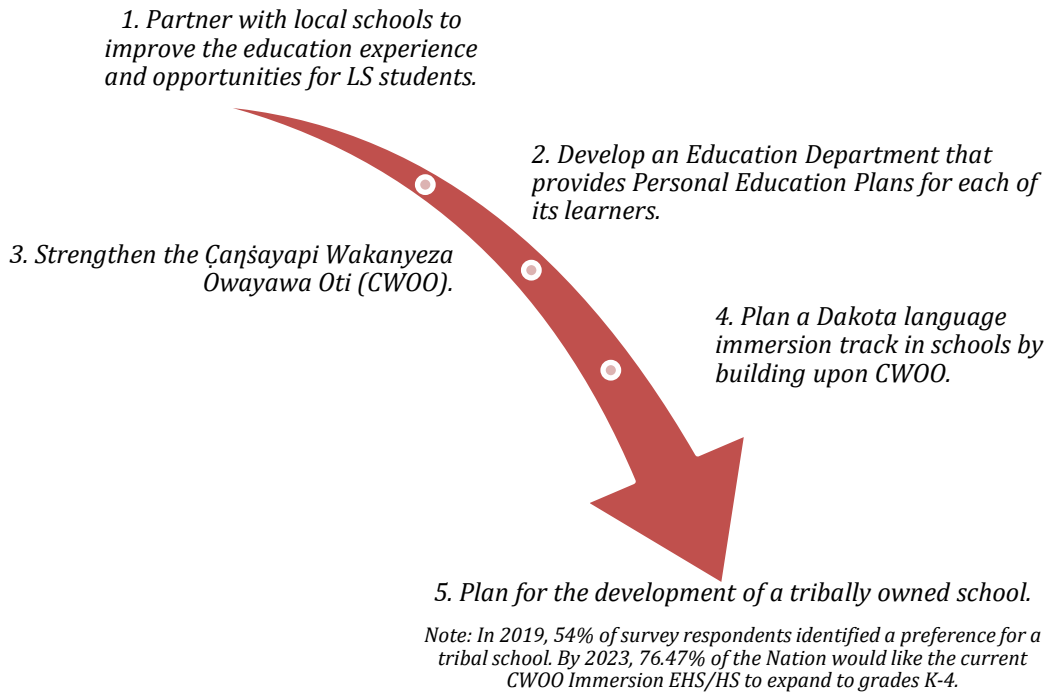 1. Partner with local schools to
improve the education experience
and opportunities for LS students.
2. Develop an Education Department that
provides Personal Education Plans for each of
its learners.
3. Strengthen the C̣aƞṡayapi Wakanyeza
Owayawa Oti (CWOO).
4. Plan a Dakota language
immersion track in schools by
building upon CWOO.
5. Plan for the development of a tribally owned school.
Note: In 2019, 54% of survey respondents identified a preference for a
tribal school. By 2023, 76.47% of the Nation would like the current
CWOO Immersion EHS/HS to expand to grades K-4.